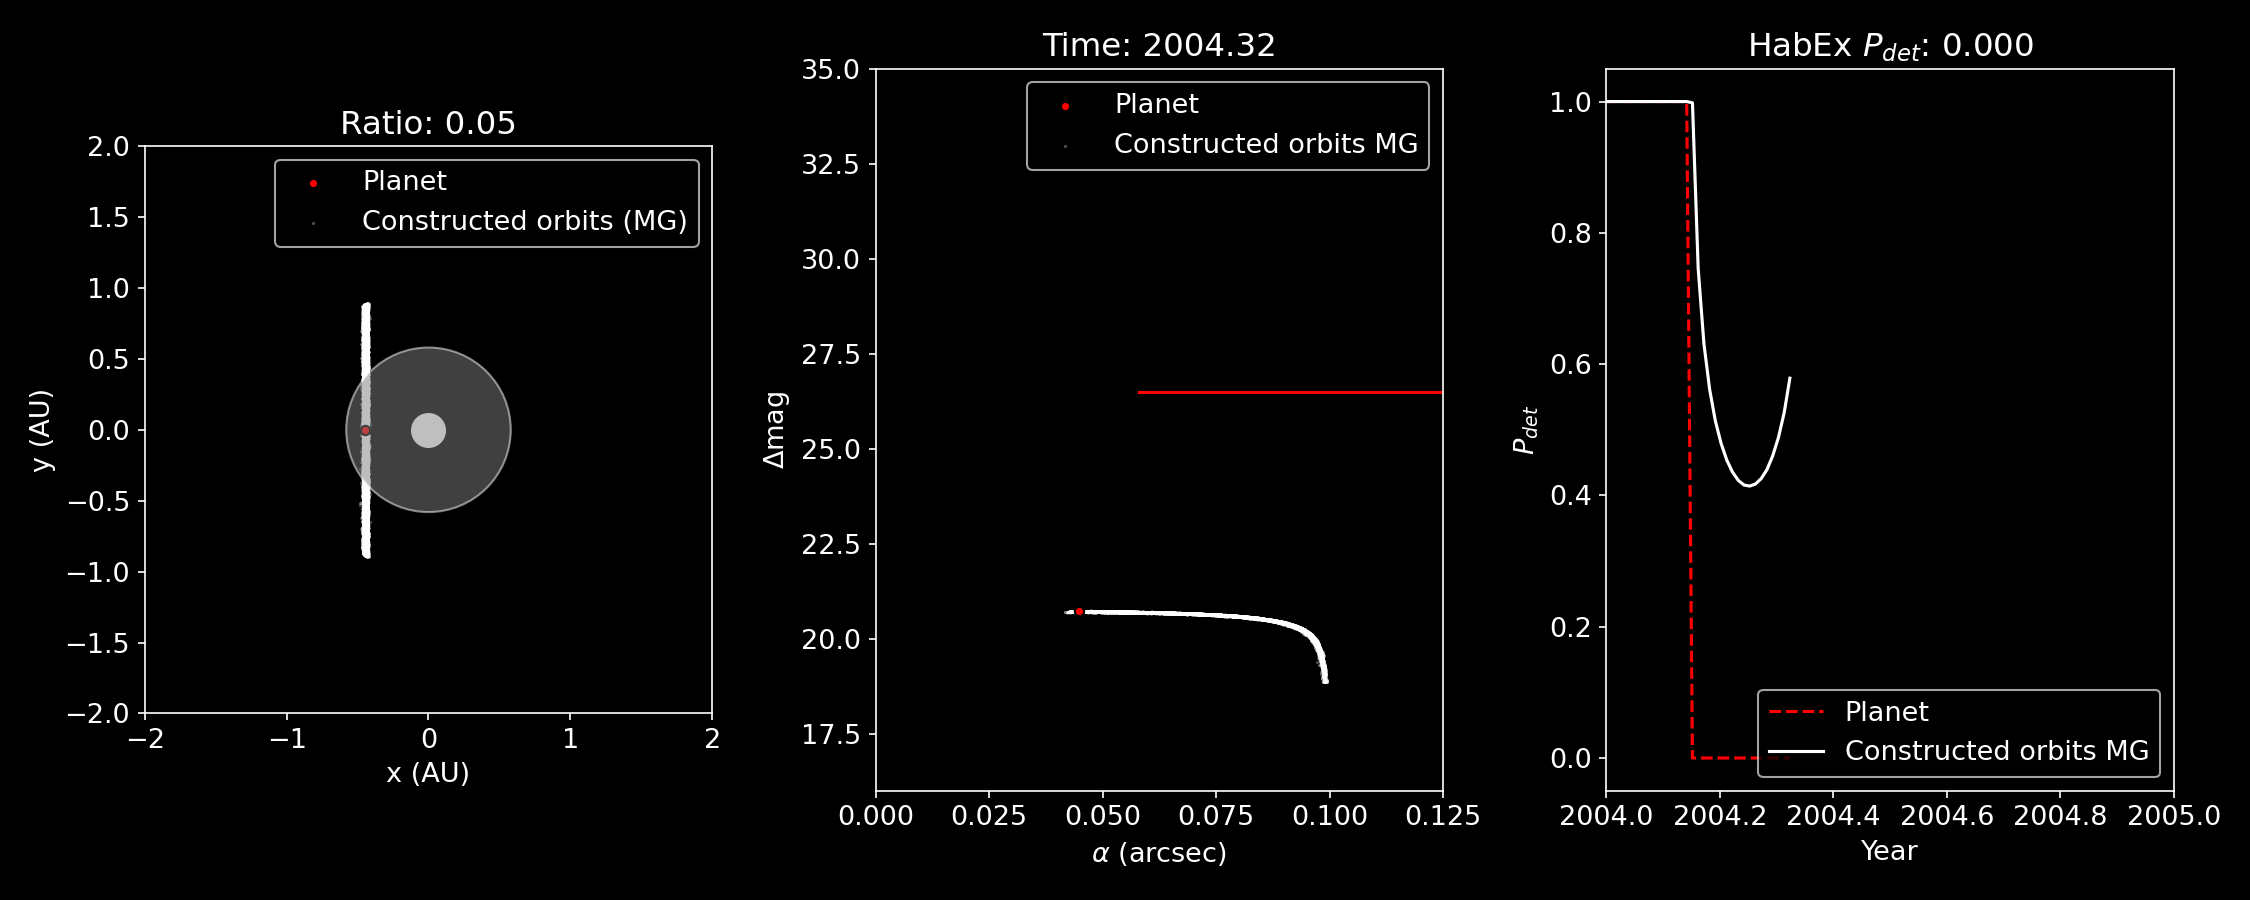 Ratio: 0.05
2.0
1.5
1.0
0.5
0.0
−0.5
−1.0
−1.5
−2.0
−2
−1
0
1
2
x (AU)
y (AU)
Planet
Constructed orbits (MG)
Time: 2004.32
35.0
32.5
30.0
27.5
25.0
22.5
20.0
17.5
0.000
0.025
0.050
0.075
0.100
0.125
α (arcsec)
Δmag
Planet
Constructed orbits MG
HabEx P_det: 0.000
1.0
0.8
0.6
0.4
0.2
0.0
2004.0
2004.2
2004.4
2004.6
2004.8
2005.0
Year
P_det
Planet
Constructed orbits MG